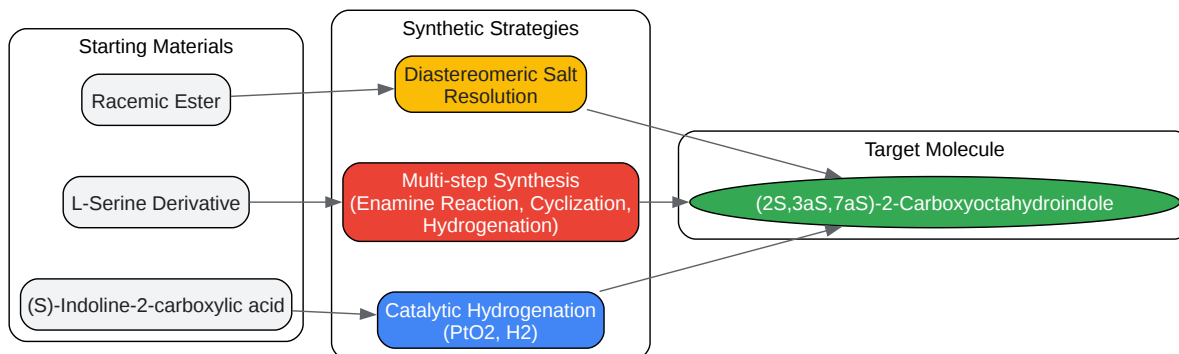 Starting Materials
Racemic Ester
L-Serine Derivative
(S)-Indoline-2-carboxylic acid
Synthetic Strategies
Diastereomeric Salt
Resolution
Multi-step Synthesis
(Enamine Reaction, Cyclization,
Hydrogenation)
Catalytic Hydrogenation
(PtO2, H2)
Target Molecule
(2S,3aS,7aS)-2-Carboxyoctahydroindole